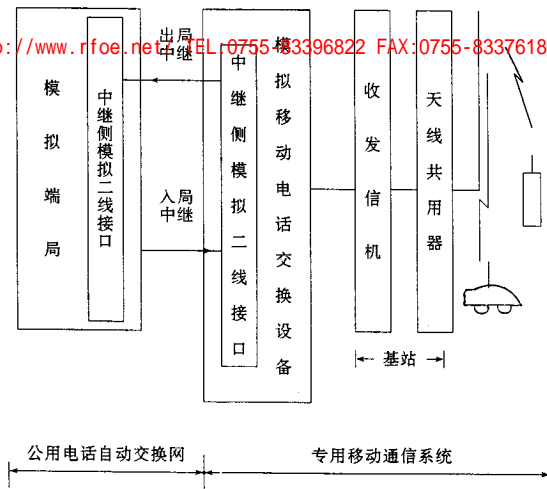 p://www.rfoe.net/ TEL:0755-83396822 FAX:0755-8337618
模拟端局
中继侧模拟二线接口
出局
中继
入局
中继
中继侧模拟二线接口
模拟移动电话交换设备
收发信机
天线共用器
基站
公用电话自动交换网
专用移动通信系统